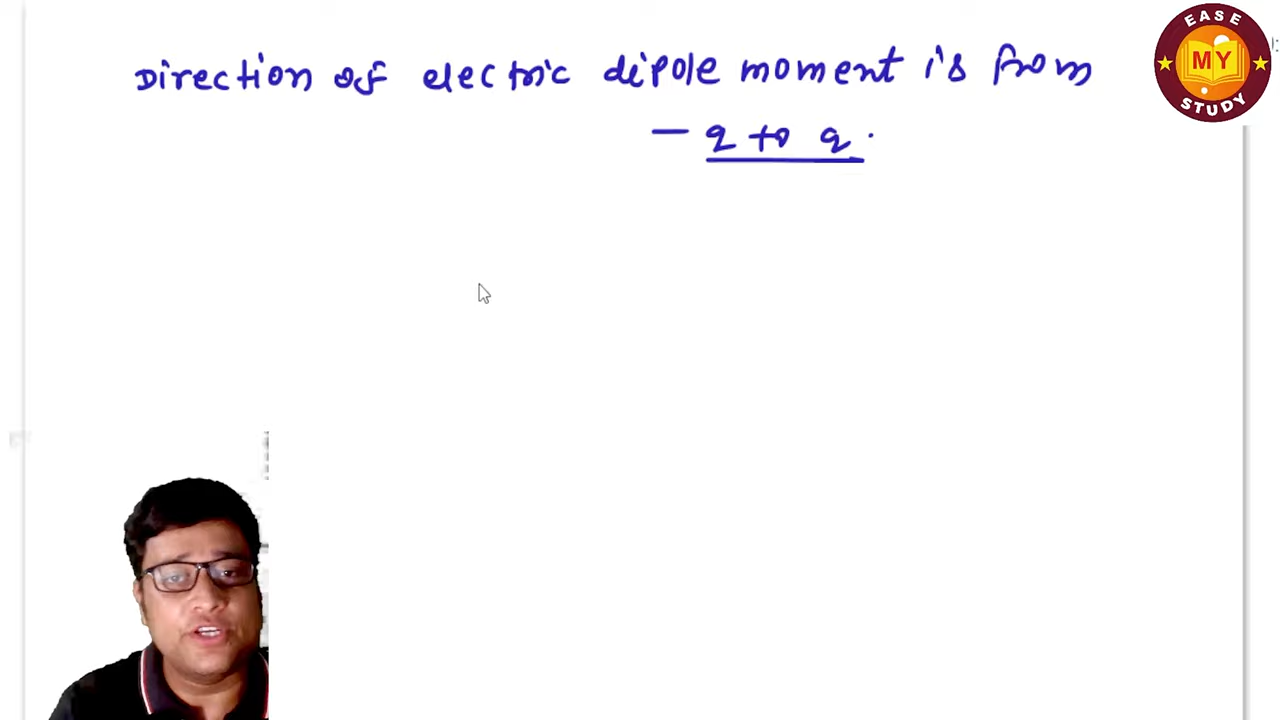 Direction of electric dipole moment is from
- q to q.
EASE
MY
STUDY